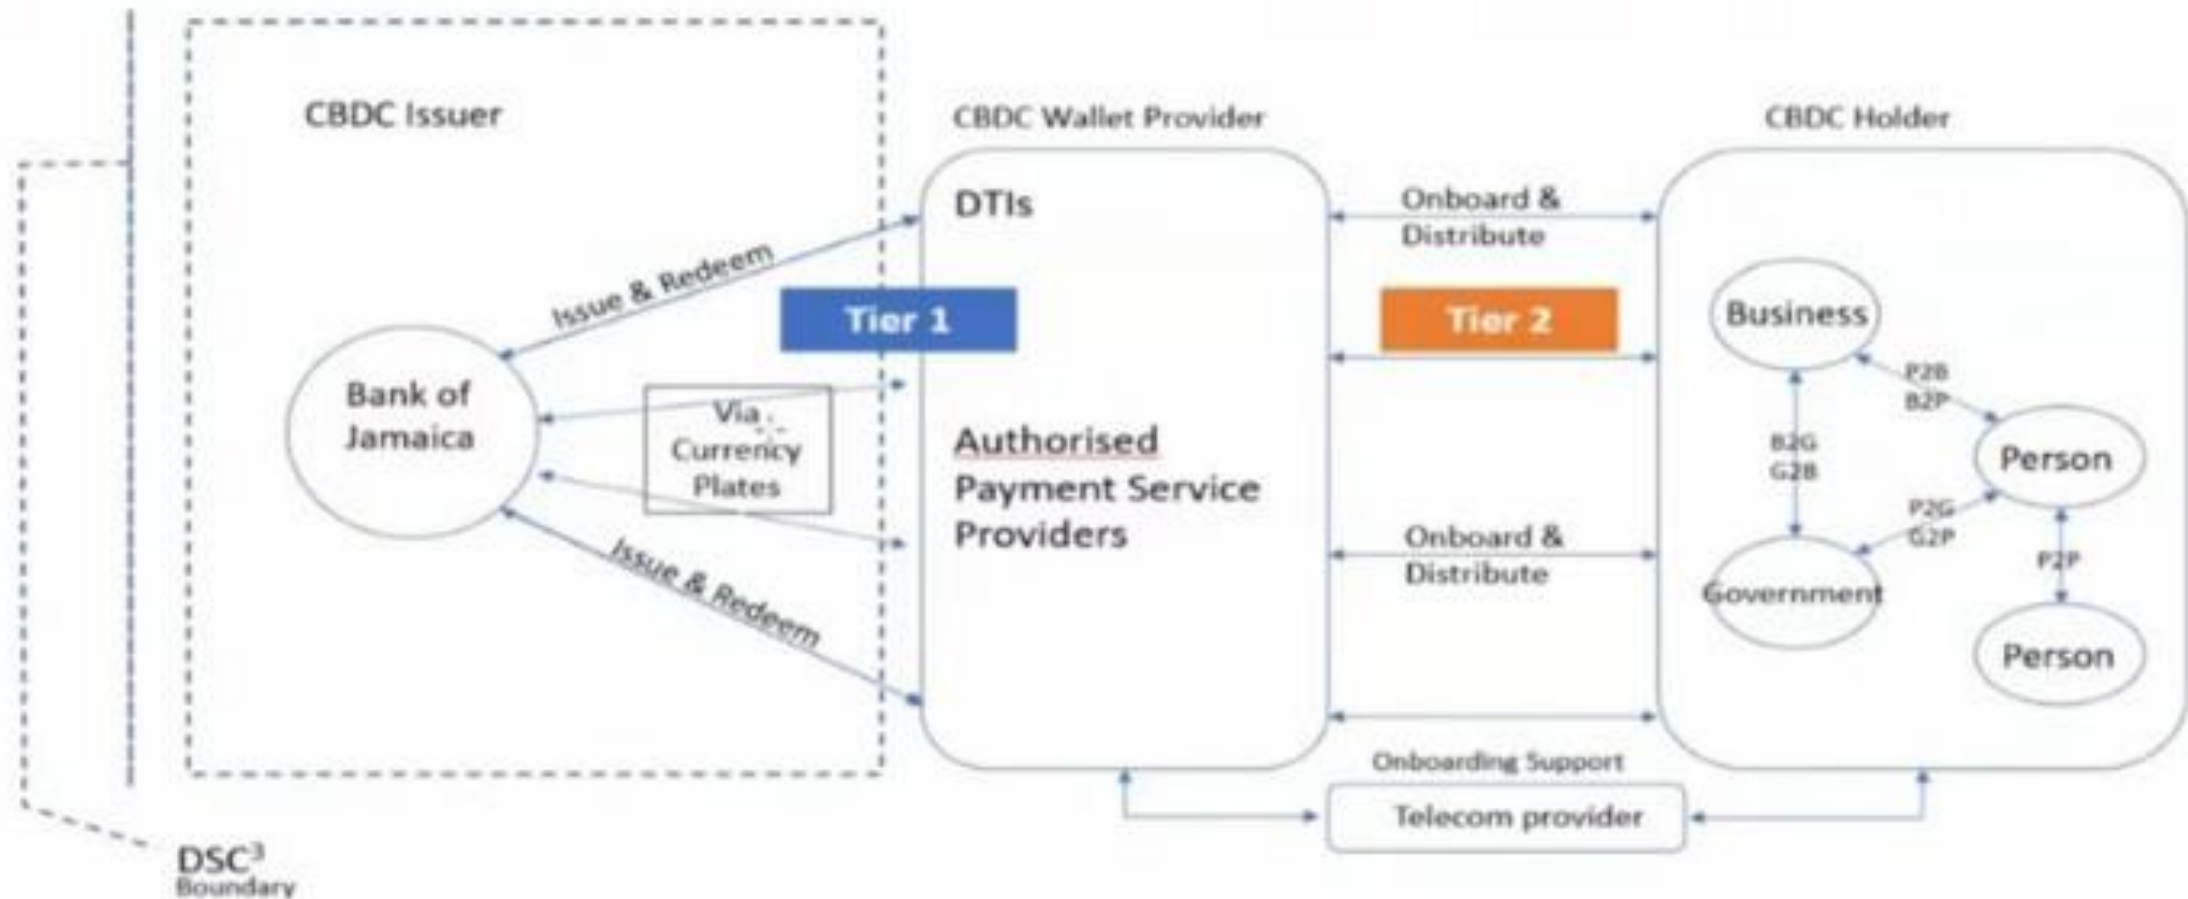 CBDC Issuer
Bank of
Jamaica
Issue & Redeem
Via
Currency
Plates
Issue & Redeem
Tier 1
CBDC Wallet Provider
DTIs
Authorised
Payment Service
Providers
Onboard &
Distribute
Tier 2
Onboard &
Distribute
Onboarding Support
Telecom provider
CBDC Holder
Business
P2B
B2P
B2G
G2B
Person
P2G
G2P
Government
P2P
Person
DSC³
Boundary